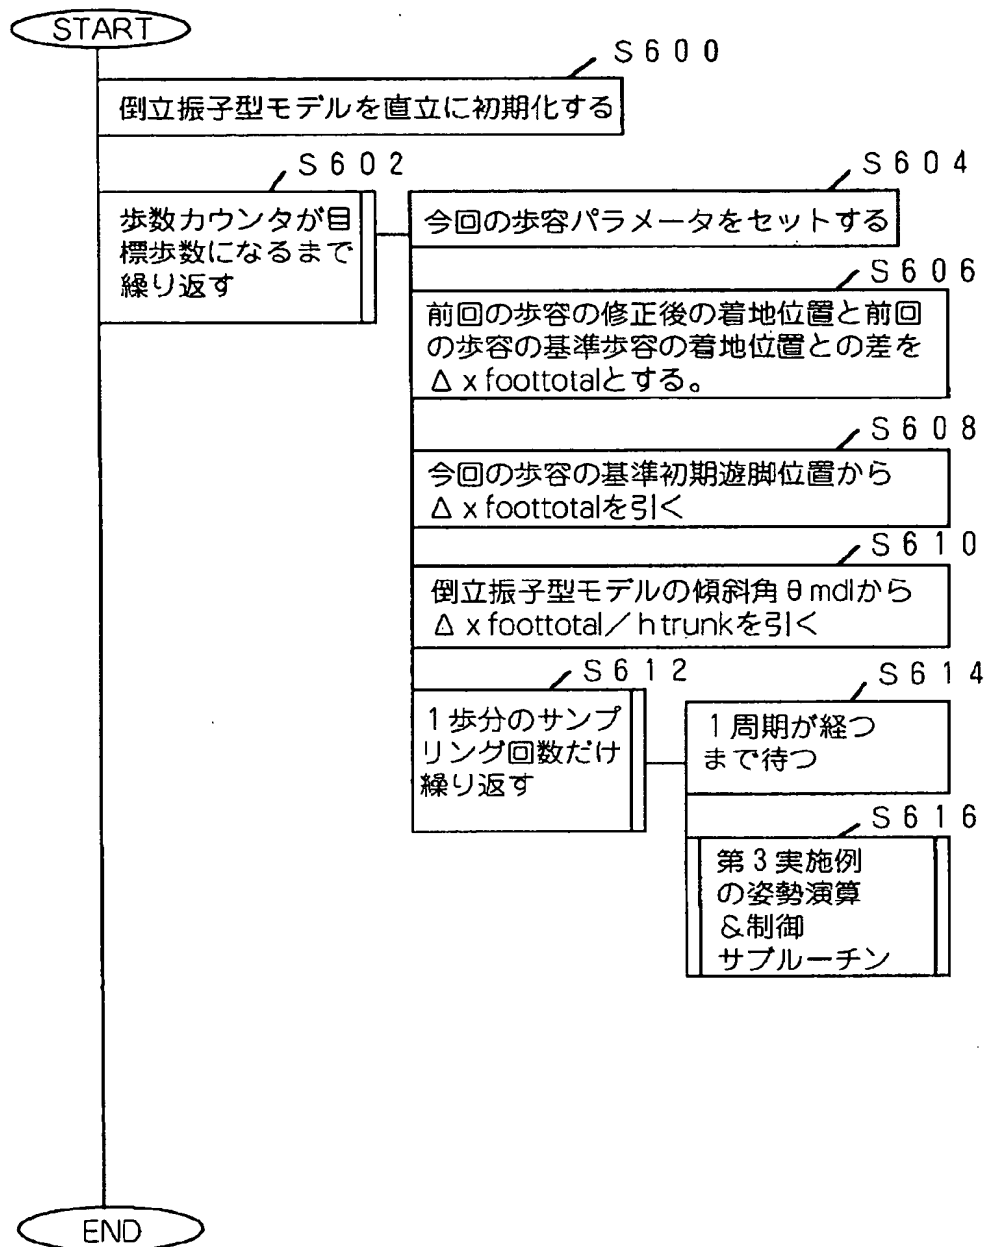 START
S600
倒立振子型モデルを直立に初期化する
S602
歩数カウンタが目
標歩数になるまで
繰り返す
S604
今回の歩容パラメータをセットする
S606
前回の歩容の修正後の着地位置と前回
の歩容の基準歩容の着地位置との差を
Δxfoottotalとする。
S608
今回の歩容の基準初期遊脚位置から
Δxfoottotalを引く
S610
倒立振子型モデルの傾斜角θmdlから
Δxfoottotal/htrunkを引く
S612
1歩分のサンプ
リング回数だけ
繰り返す
S614
1周期が経つ
まで待つ
S616
第3実施例
の姿勢演算
&制御
サブルーチン
END